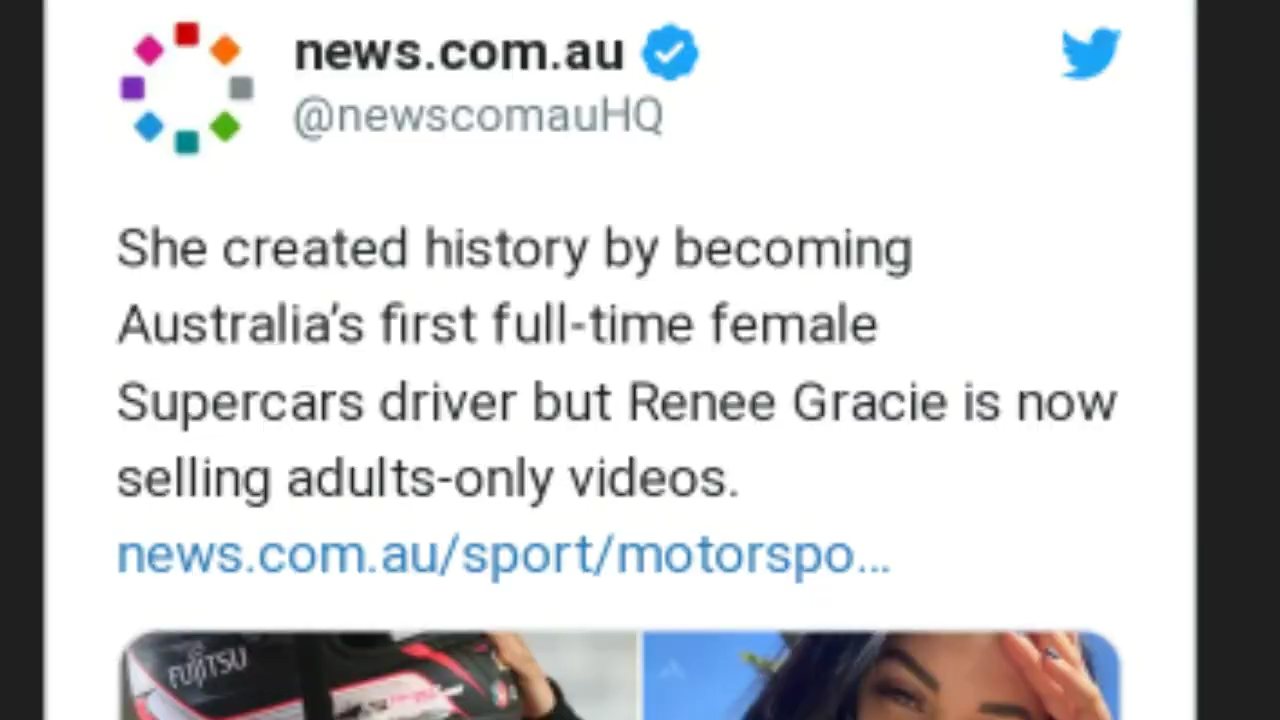 news.com.au
@newscomauHQ
She created history by becoming
Australia’s first full-time female
Supercars driver but Renee Gracie is now
selling adults-only videos.
news.com.au/sport/motorspo...
FUJITSU